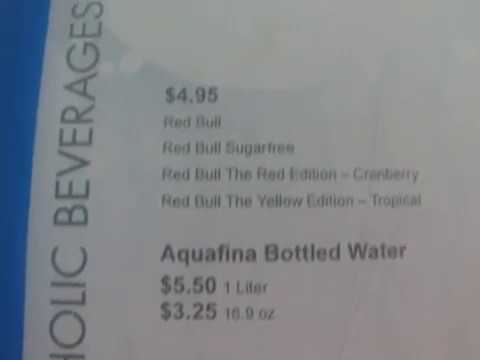 HOLIC BEVERAGES
$4.95
Red Bull
Red Bull Sugarfree
Red Bull The Red Edition – Cranberry
Red Bull The Yellow Edition – Tropical
Aquafina Bottled Water
$5.50 1 Liter
$3.25 16.9 oz